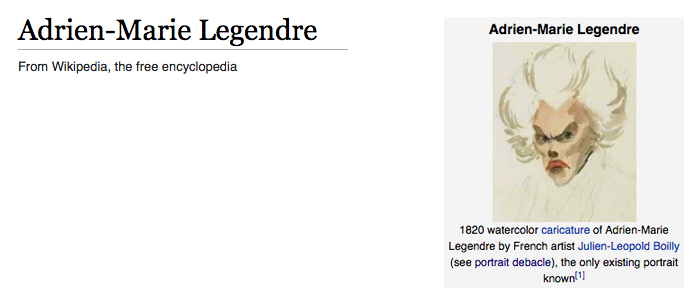 Adrien-Marie Legendre
From Wikipedia, the free encyclopedia
Adrien-Marie Legendre
1820 watercolor caricature of Adrien-Marie
Legendre by French artist Julien-Leopold Boilly
(see portrait debacle), the only existing portrait
known[1]